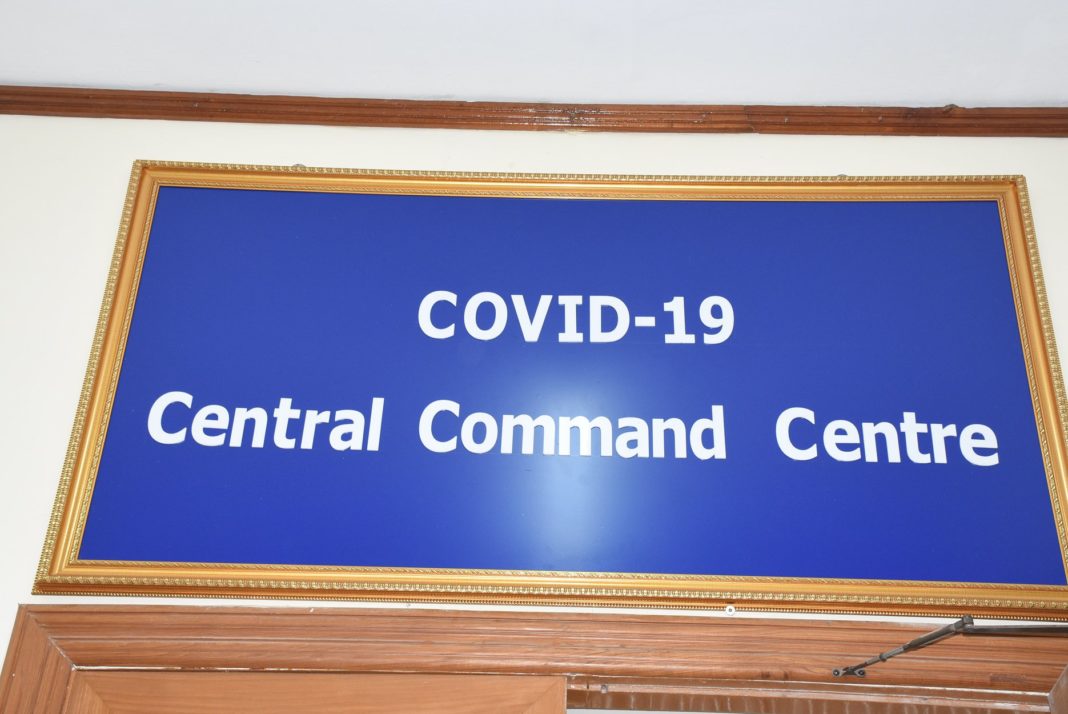 COVID-19
Central Command Centre